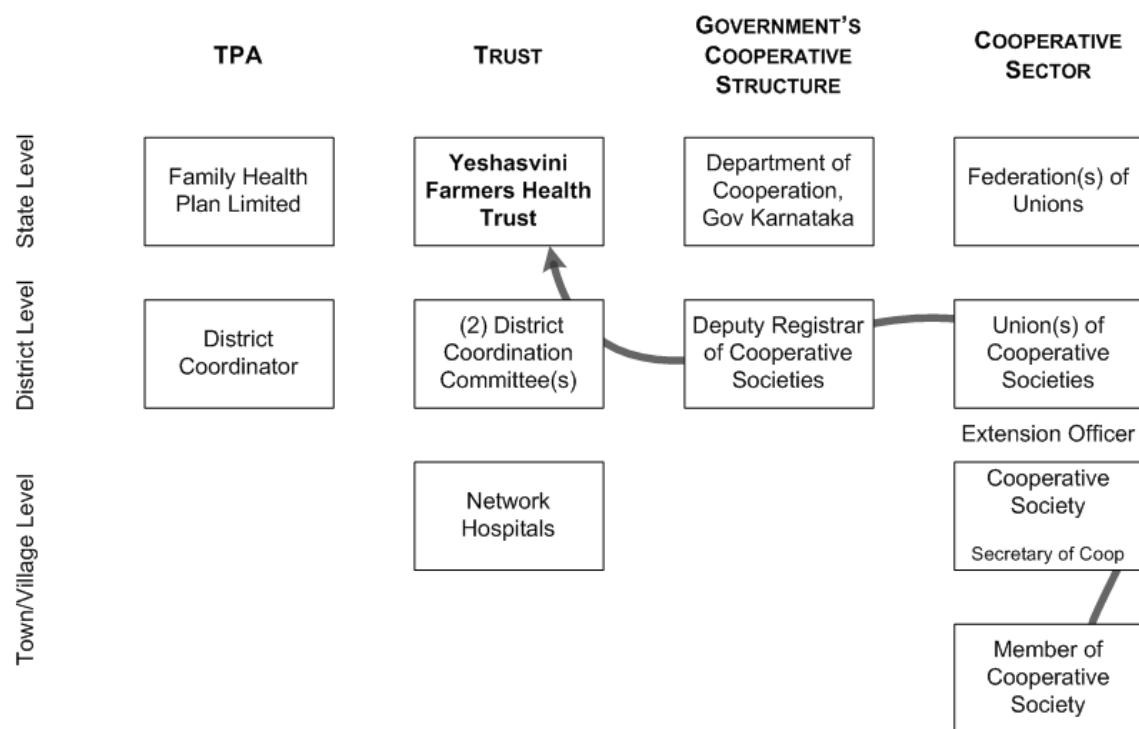 TPA
TRUST
GOVERNMENT'S
COOPERATIVE
STRUCTURE
COOPERATIVE
SECTOR
State Level
Family Health
Plan Limited
Yeshasvini
Farmers Health
Trust
Department of
Cooperation,
Gov Karnataka
Federation(s) of
Unions
District Level
District
Coordinator
(2) District
Coordination
Committee(s)
Deputy Registrar
of Cooperative
Societies
Union(s) of
Cooperative
Societies
Extension Officer
Town/Village Level
Network
Hospitals
Cooperative
Society
Secretary of Coop
Member of
Cooperative
Society